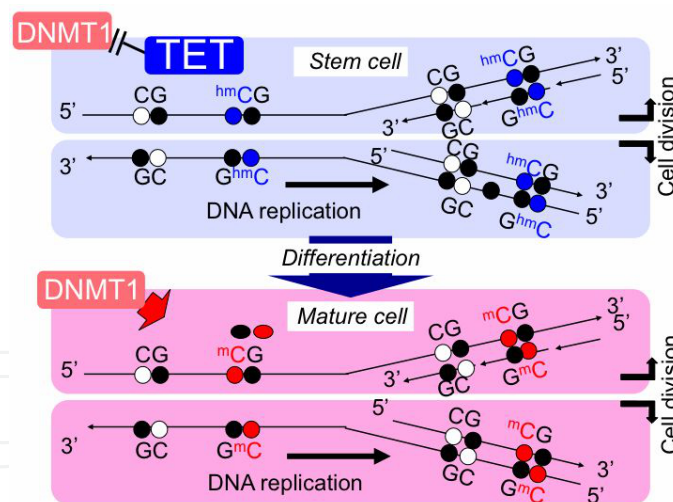 DNMT1
TET
Stem cell
hmCG
3’
5’
CG
CG
hmCG
5’
GC
GhmC
3’
Cell division
3’
5’
CG
hmCG
GC
GhmC
GC
3’
5’
GhmC
DNA replication
Differentiation
DNMT1
Mature cell
mCG
3’
5’
CG
CG
mCG
5’
3’
GC
GmC
Cell division
5’
CG
mCG
3’
GC
GmC
GC
3’
5’
GmC
DNA replication